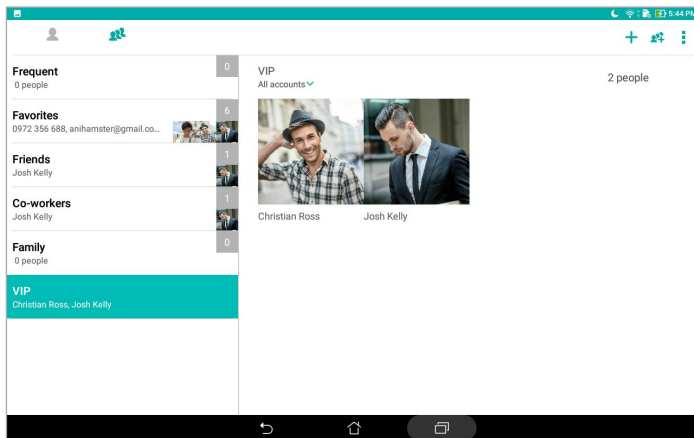 5:44 PM
Frequent
0
0 people
Favorites
6
0972 356 688, anihamster@gmail.co...
Friends
1
Josh Kelly
Co-workers
1
Josh Kelly
Family
0
0 people
VIP
Christian Ross, Josh Kelly
VIP
All accounts
2 people
Christian Ross
Josh Kelly